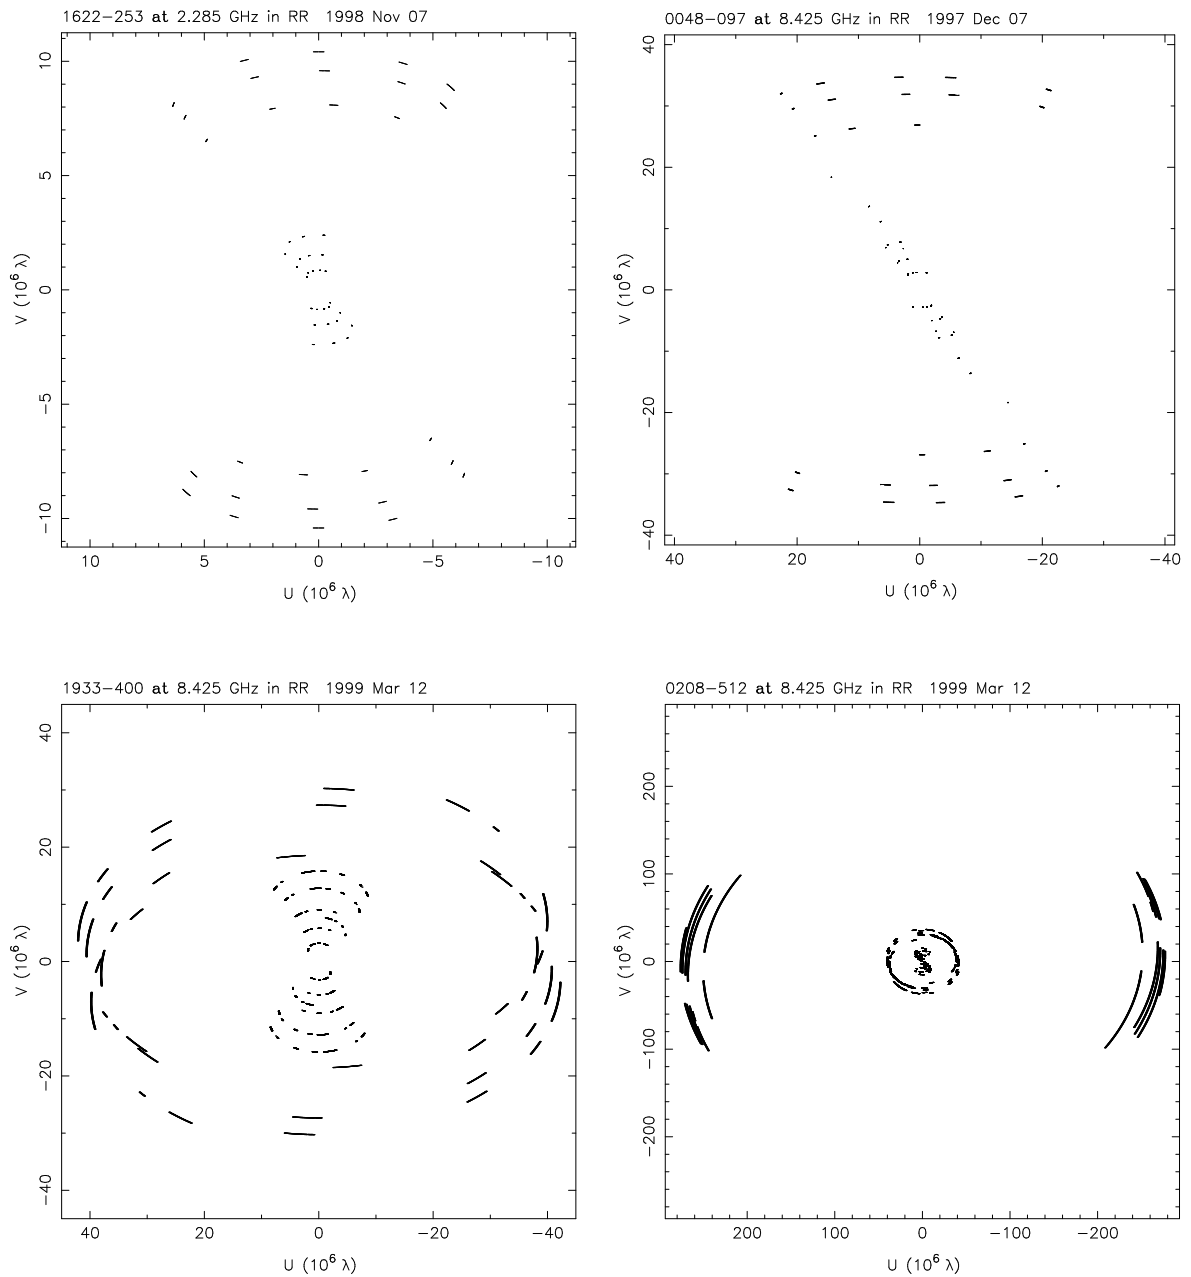 1622−253 at 2.285 GHz in RR 1998 Nov 07
10
5
0
−5
−10
V (10⁶ λ)
10 5 0 −5 −10
U (10⁶ λ)
0048−097 at 8.425 GHz in RR 1997 Dec 07
40
20
0
−20
−40
V (10⁶ λ)
40 20 0 −20 −40
U (10⁶ λ)
1933−400 at 8.425 GHz in RR 1999 Mar 12
40
20
0
−20
−40
V (10⁶ λ)
40 20 0 −20 −40
U (10⁶ λ)
0208−512 at 8.425 GHz in RR 1999 Mar 12
200
100
0
−100
−200
V (10⁶ λ)
200 100 0 −100 −200
U (10⁶ λ)